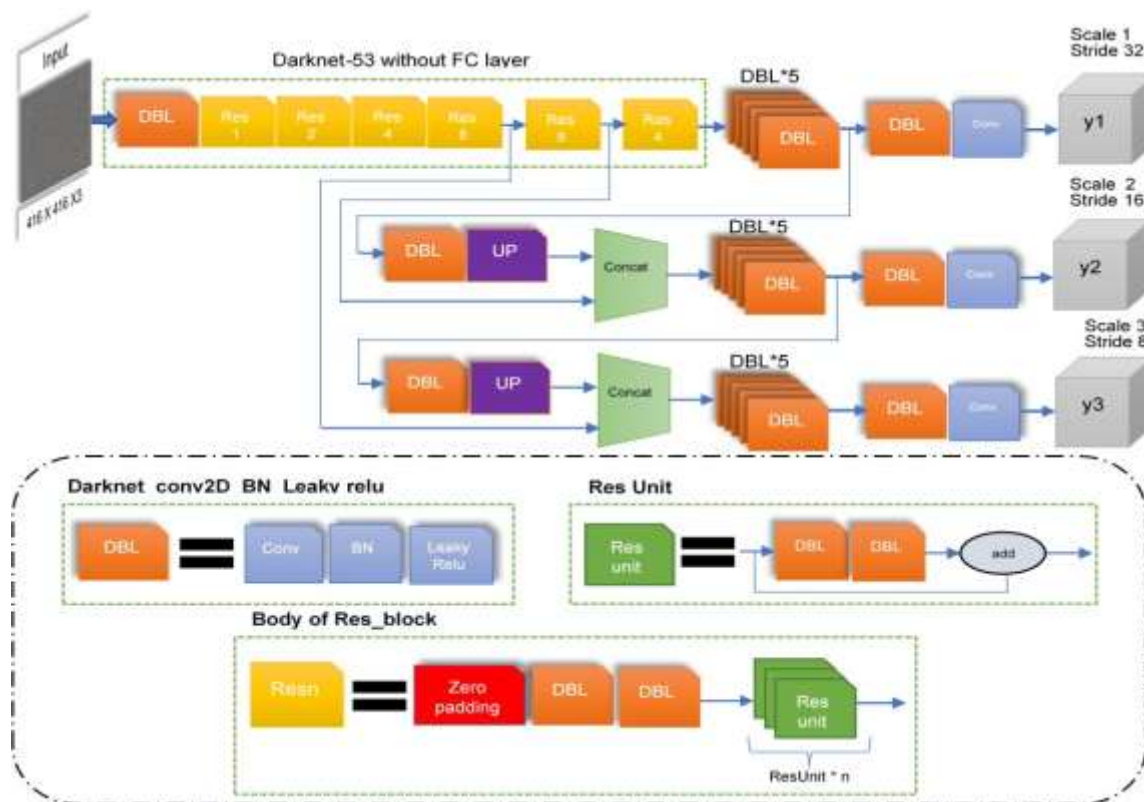 Input
416 X 416 X3
Darknet-53 without FC layer
DBL
Res
1
Res
2
Res
4
Res
8
Res
8
Res
4
DBL*5
DBL
DBL
Conv
Scale 1
Stride 32
y1
DBL
UP
Concat
DBL*5
DBL
DBL
Conv
Scale 2
Stride 16
y2
DBL
UP
Concat
DBL*5
DBL
DBL
Conv
Scale 3
Stride 8
y3
Darknet conv2D BN Leakv relu
DBL
Conv
BN
Leaky
Relu
Res Unit
Res
unit
DBL
DBL
add
Body of Res_block
Resn
Zero
padding
DBL
DBL
Res
unit
ResUnit * n